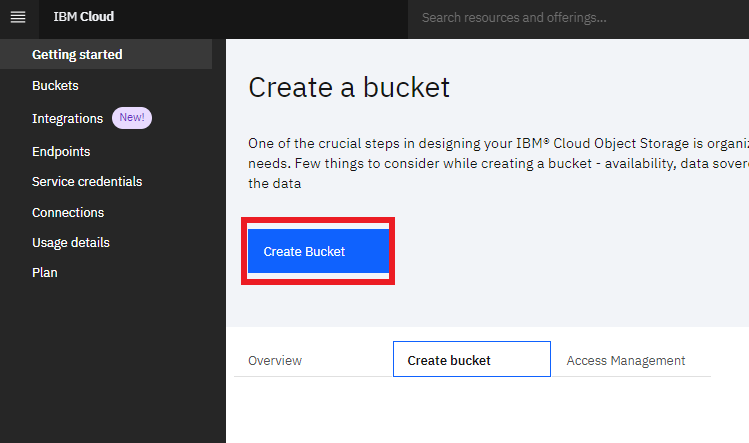 IBM Cloud
Search resources and offerings...
Getting started
Buckets
Integrations New!
Endpoints
Service credentials
Connections
Usage details
Plan
Create a bucket
One of the crucial steps in designing your IBM® Cloud Object Storage is organiz
needs. Few things to consider while creating a bucket - availability, data sovere
the data
Create Bucket
Overview
Create bucket
Access Management